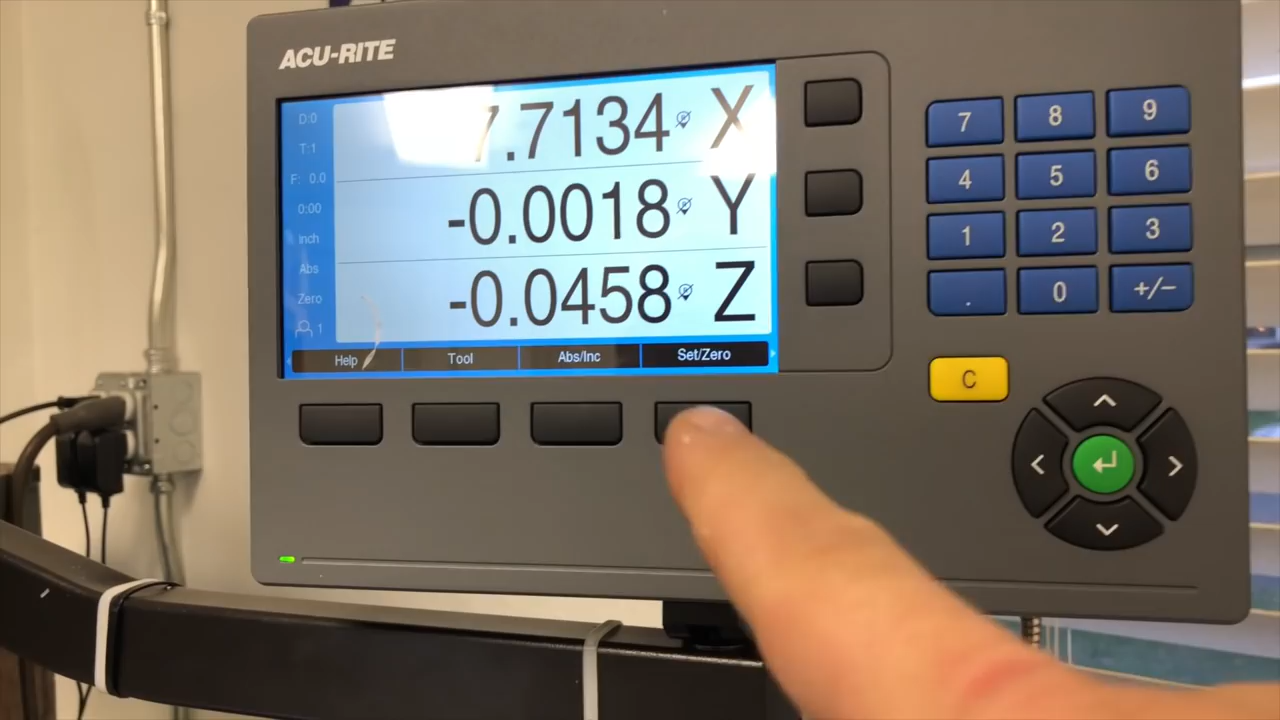 ACU-RITE
D:0
T:1
F: 0.0
0:00
Inch
Abs
Zero
1
7.7134 X
-0.0018 Y
-0.0458 Z
Help Tool Abs/Inc Set/Zero
7 8 9
4 5 6
1 2 3
. 0 +/−
C